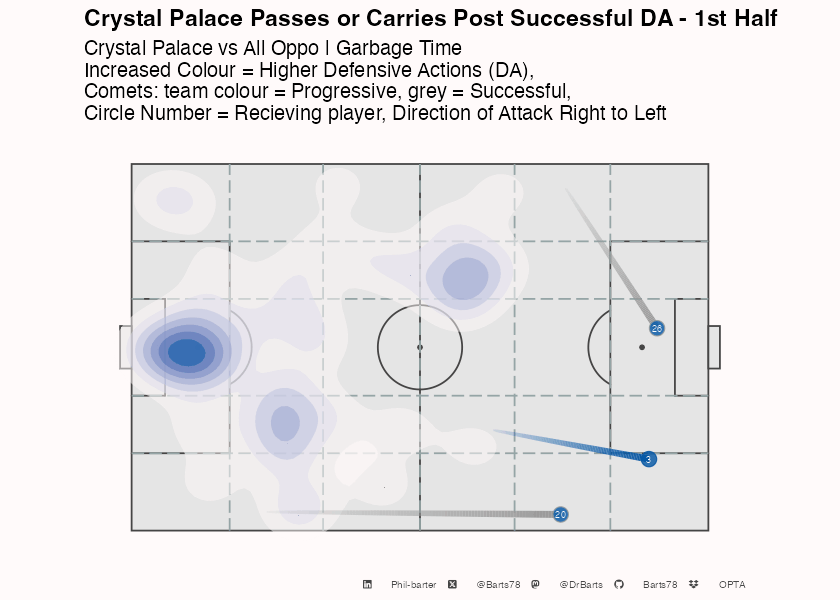 Crystal Palace Passes or Carries Post Successful DA - 1st Half
Crystal Palace vs All Oppo | Garbage Time
Increased Colour = Higher Defensive Actions (DA),
Comets: team colour = Progressive, grey = Successful,
Circle Number = Recieving player, Direction of Attack Right to Left
26
3
20
Phil-barter @Barts78 @DrBarts Barts78 OPTA